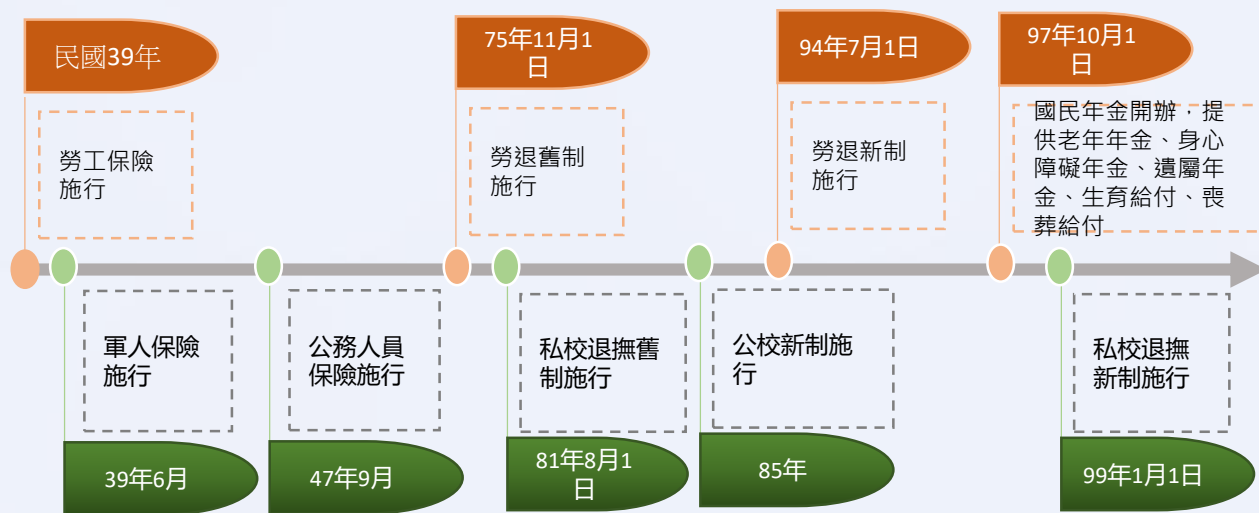 民國39年
75年11月1
日
94年7月1日
97年10月1
日
勞工保險
施行
勞退舊制
施行
勞退新制
施行
國民年金開辦，提
供老年年金、身心
障礙年金、遺屬年
金、生育給付、喪
葬給付
軍人保險
施行
公務人員
保險施行
私校退撫舊
制施行
公校新制施
行
私校退撫
新制施行
39年6月
47年9月
81年8月1
日
85年
99年1月1日